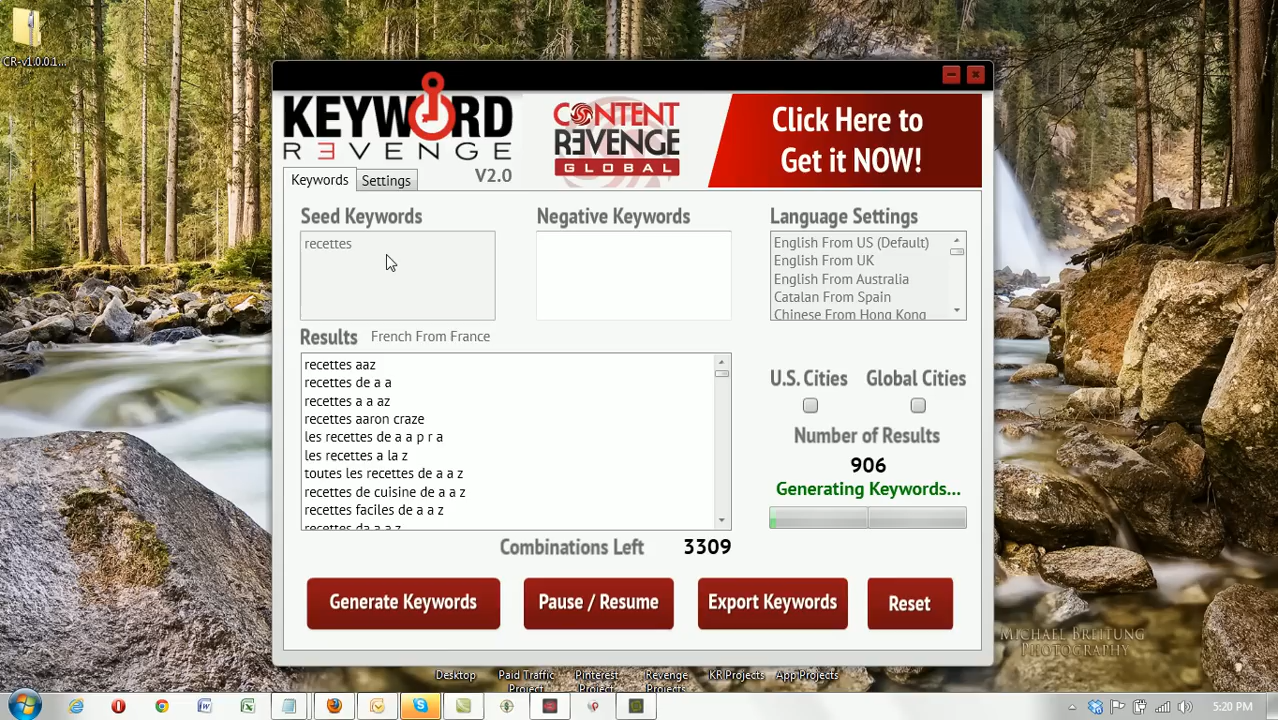 CR-v1.0.0.1...
KEYWORD
REVENGE
V2.0
CONTENT
REVENGE
GLOBAL
Click Here to
Get it NOW!
Keywords
Settings
Seed Keywords
recettes
Negative Keywords
Language Settings
English From US (Default)
English From UK
English From Australia
Catalan From Spain
Chinese From Hong Kong
Results
French From France
recettes aaz
recettes de a a
recettes a a az
recettes aaron craze
les recettes de a a p r a
les recettes a la z
toutes les recettes de a a z
recettes de cuisine de a a z
recettes faciles de a a z
recettes da a a z
U.S. Cities
Global Cities
Number of Results
906
Generating Keywords...
Combinations Left
3309
Generate Keywords
Pause / Resume
Export Keywords
Reset
MICHAEL BREITUNG
PHOTOGRAPHY
Desktop
Paid Traffic
Project
Pinterest
Project
Revenge
Projects
KR Projects
App Projects
5:20 PM